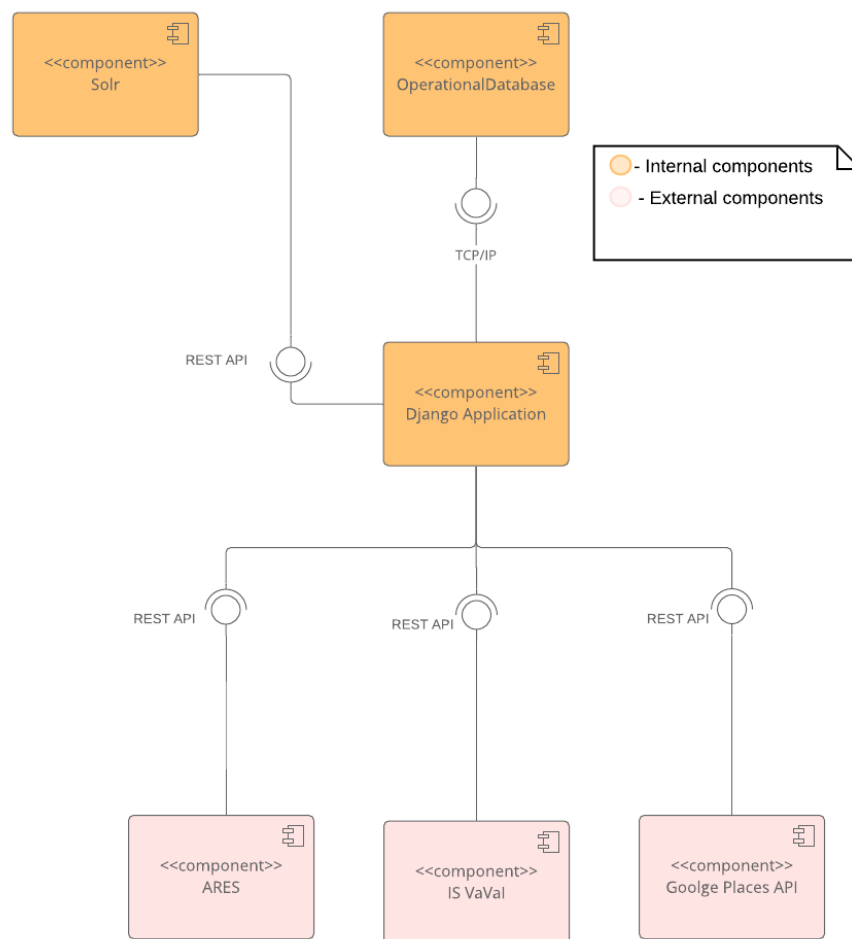 <<component>>
Solr
<<component>>
OperationalDatabase
- Internal components
- External components
TCP/IP
REST API
<<component>>
Django Application
REST API
REST API
REST API
<<component>>
ARES
<<component>>
IS VaVal
<<component>>
Goolge Places API